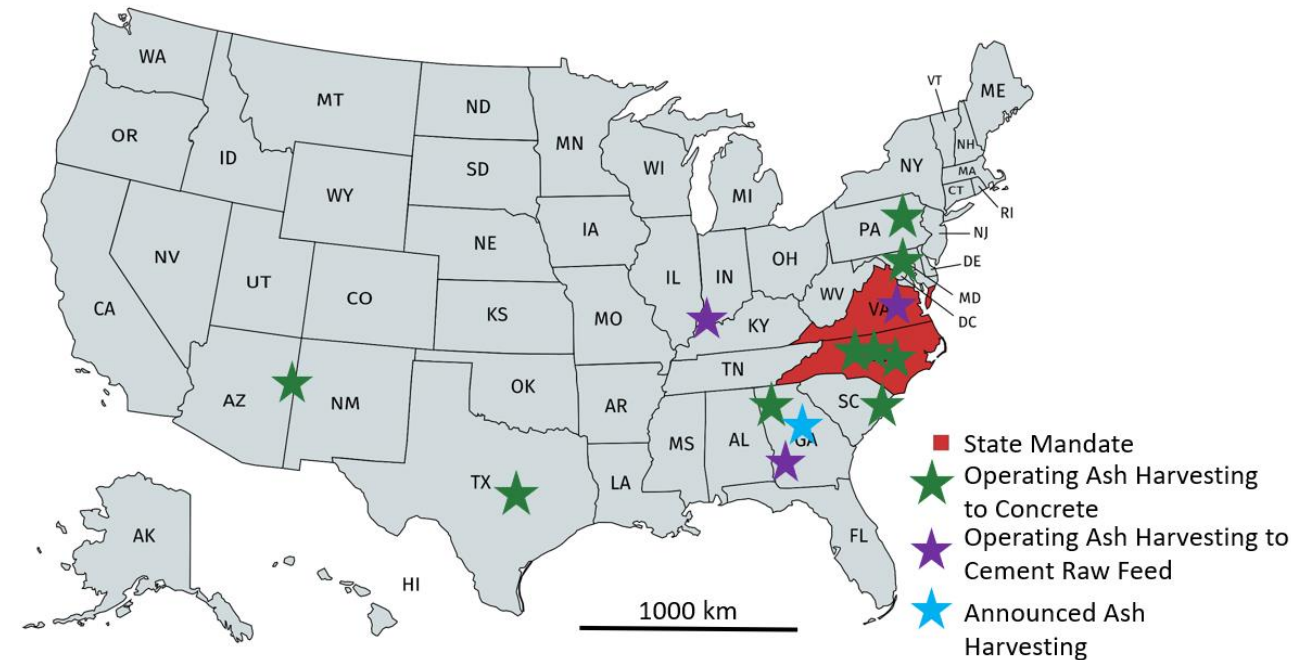 WA
MT
ND
MN
ME
VT
OR
ID
SD
WI
NH
NY
MA
WY
MI
CT
RI
IA
PA
NJ
NE
NV
OH
DE
UT
IL
IN
CO
WV
MD
CA
KS
MO
VA
DC
KY
TN
OK
AZ
NM
AR
SC
MS
AL
GA
TX
LA
FL
AK
HI
State Mandate
Operating Ash Harvesting
to Concrete
Operating Ash Harvesting to
Cement Raw Feed
Announced Ash
Harvesting
1000 km